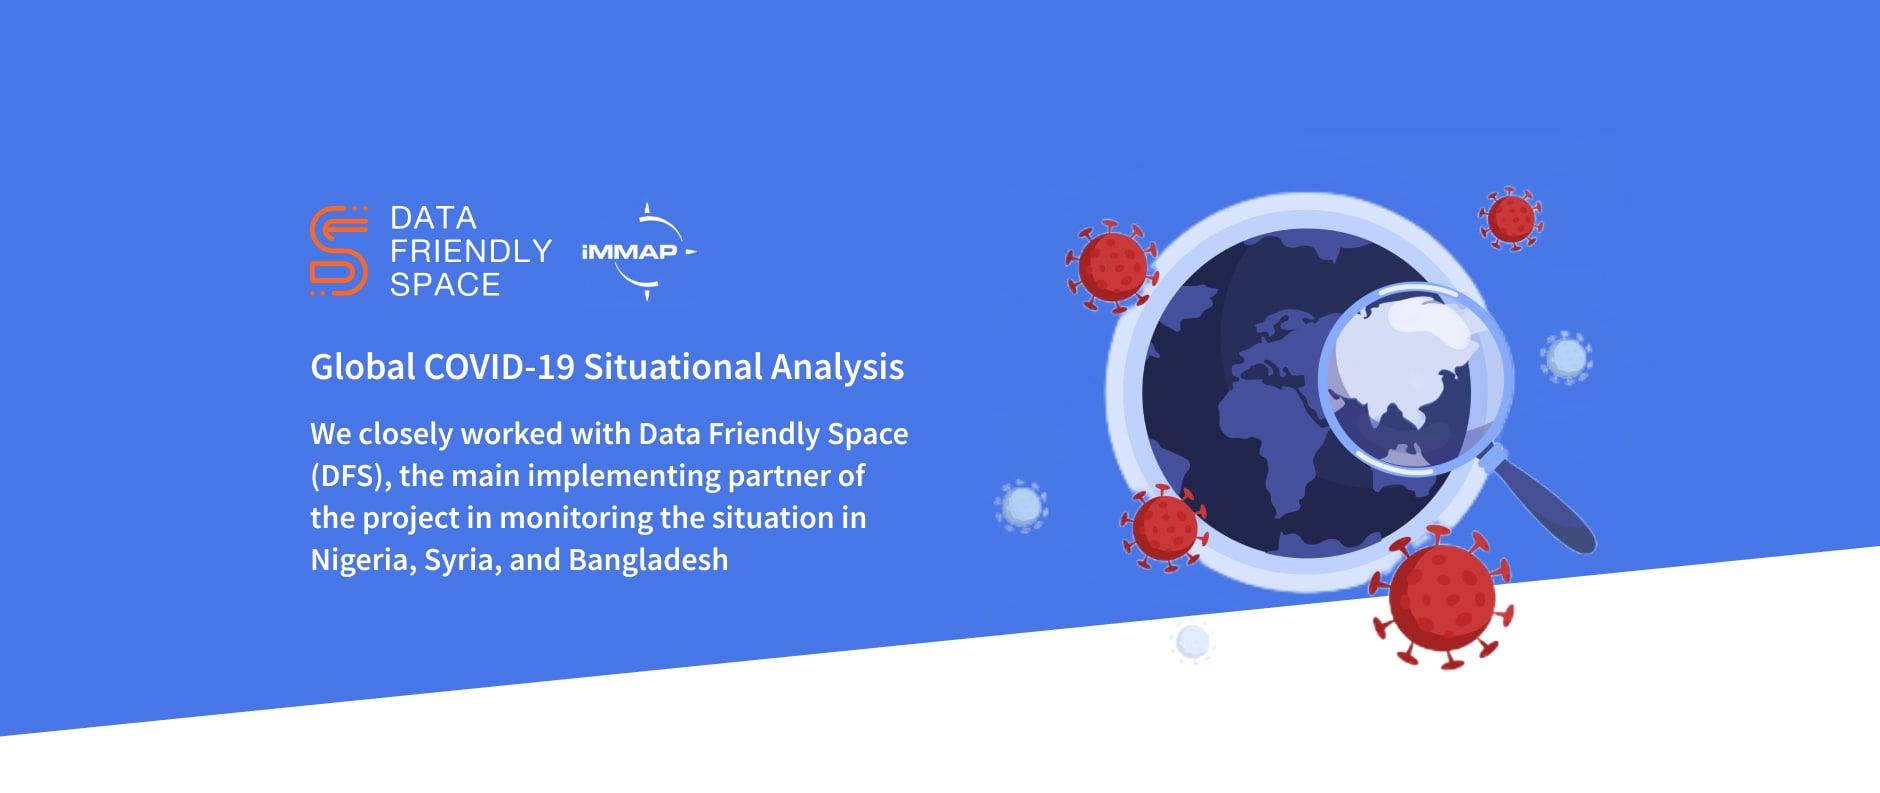 DATA
FRIENDLY
SPACE
iMMAP
Global COVID-19 Situational Analysis
We closely worked with Data Friendly Space
(DFS), the main implementing partner of
the project in monitoring the situation in
Nigeria, Syria, and Bangladesh